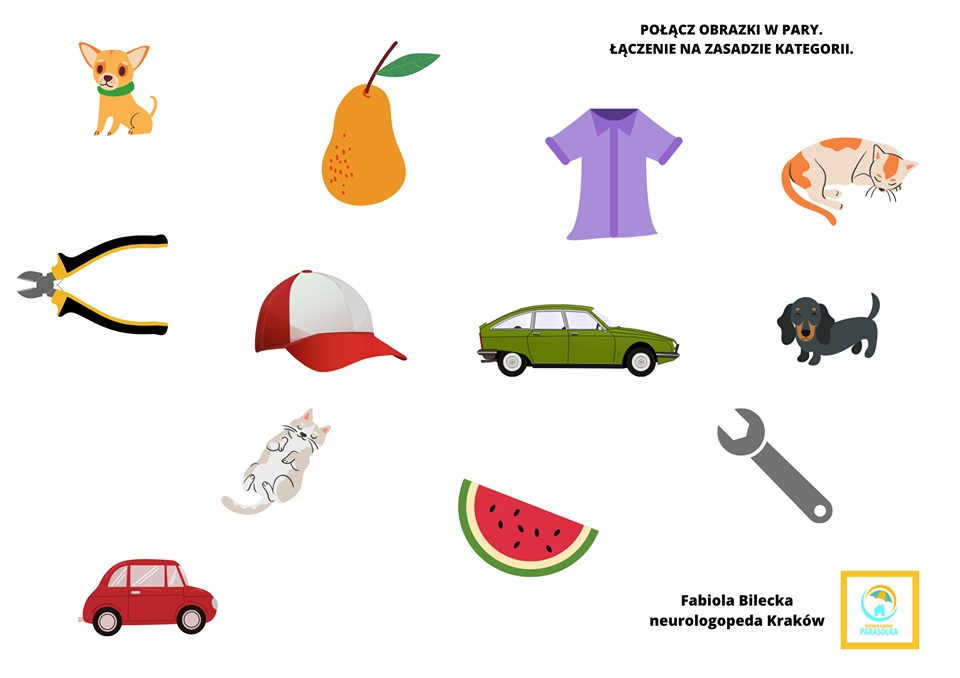 POŁĄCZ OBRAZKI W PARY.
ŁĄCZENIE NA ZASADZIE KATEGORII.
Fabiola Bilecka
neurologopeda Kraków
PARASOLKA